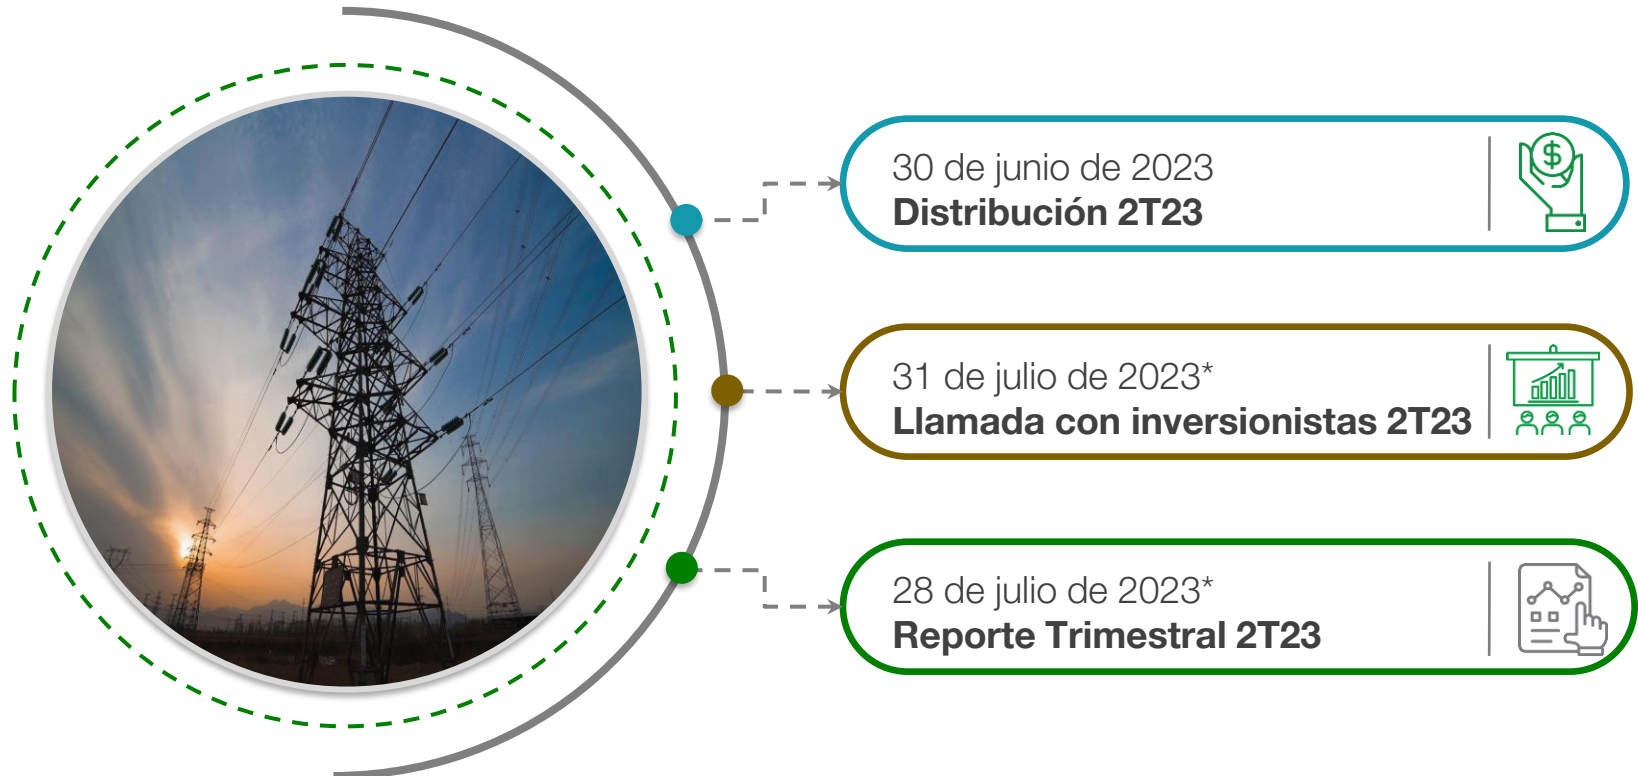 30 de junio de 2023
Distribución 2T23
31 de julio de 2023*
Llamada con inversionistas 2T23
28 de julio de 2023*
Reporte Trimestral 2T23